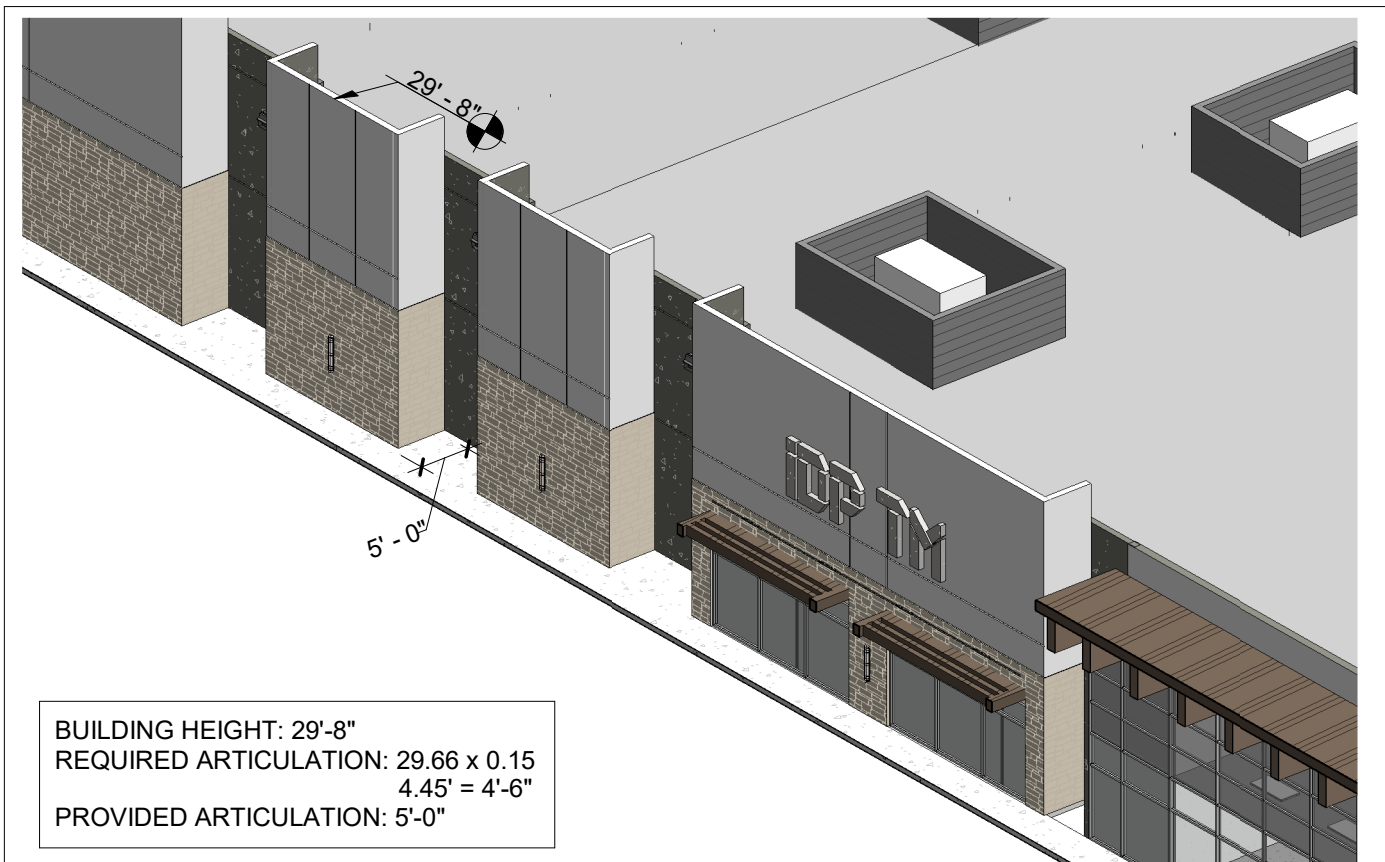 29' - 8"
5' - 0"
BUILDING HEIGHT: 29'-8"
REQUIRED ARTICULATION: 29.66 x 0.15
4.45' = 4'-6"
PROVIDED ARTICULATION: 5'-0"